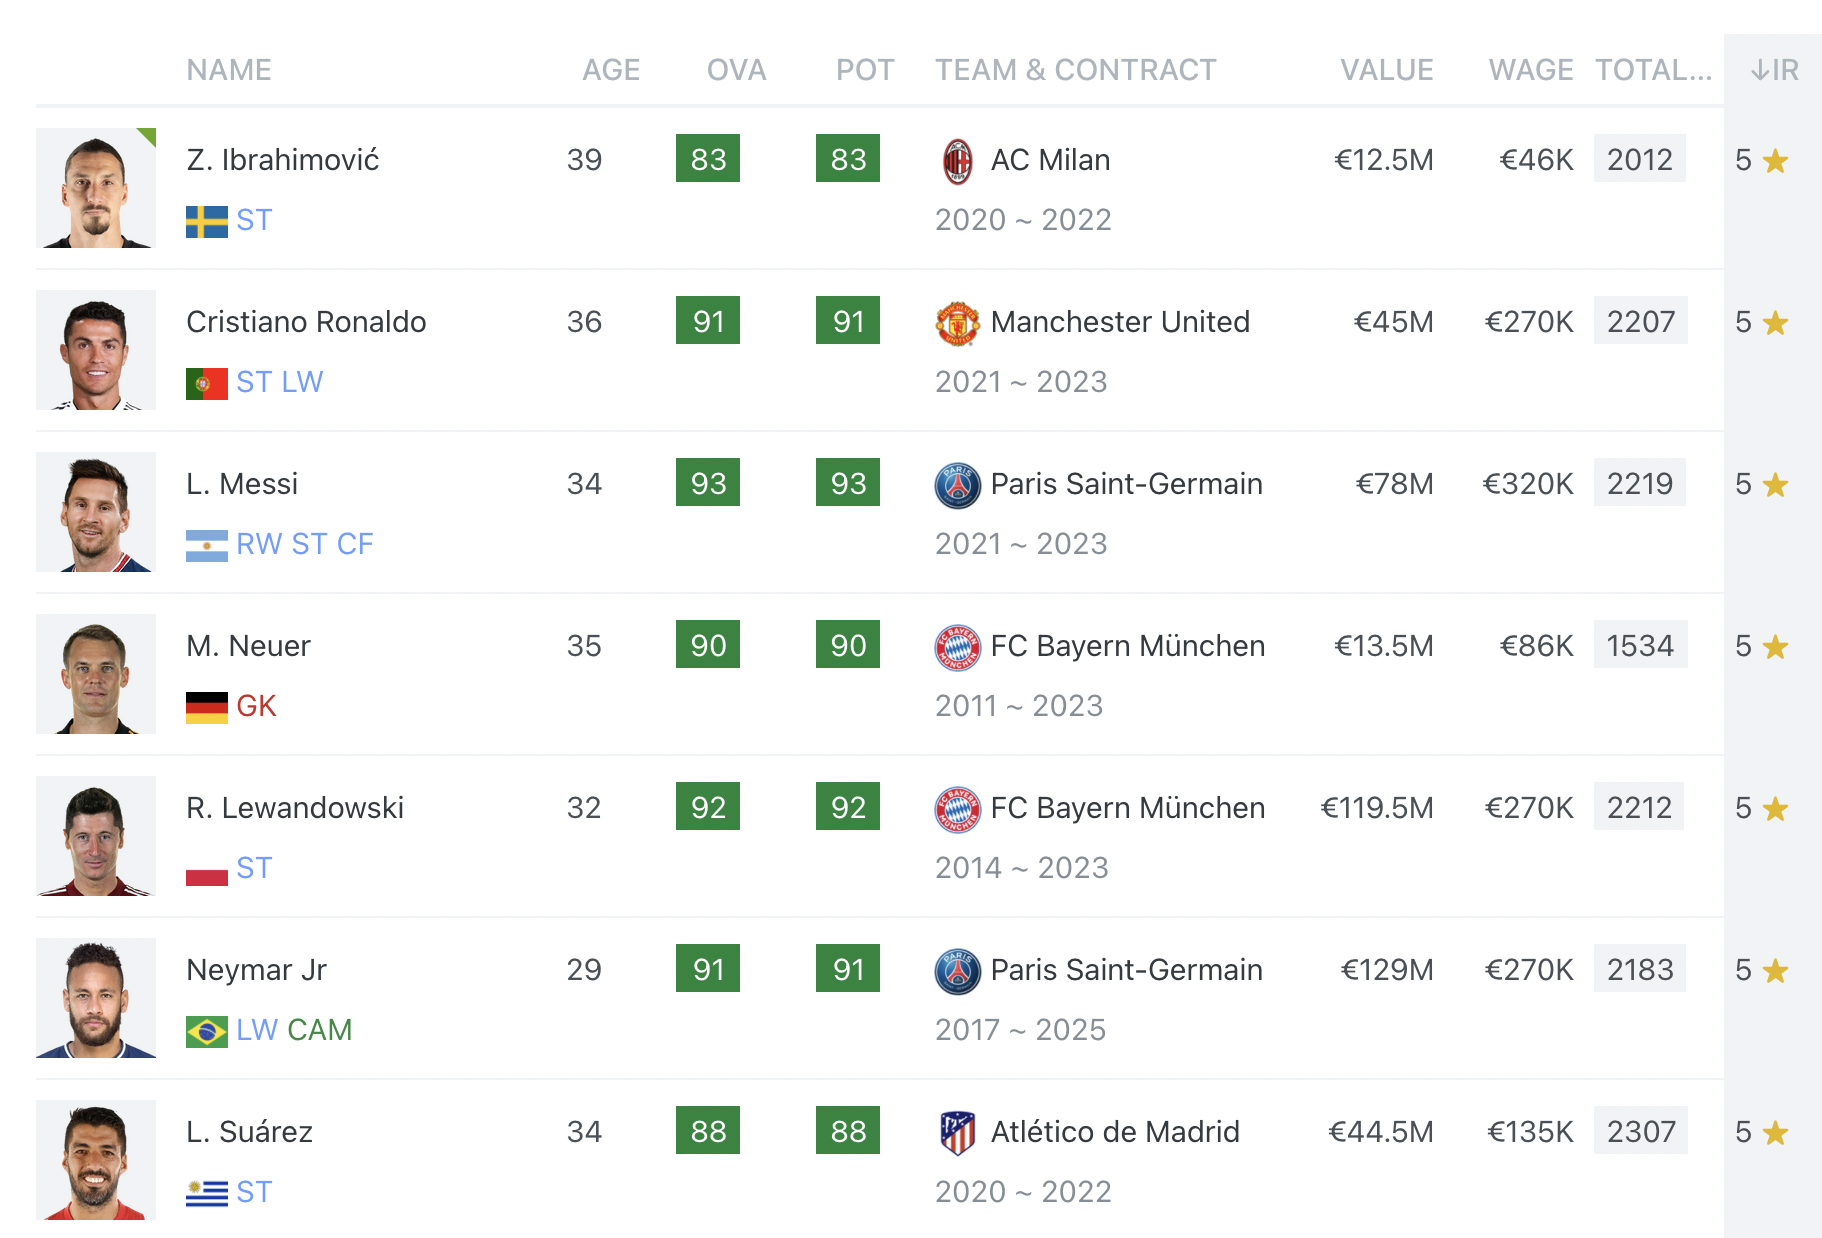 NAME AGE OVA POT TEAM & CONTRACT VALUE WAGE TOTAL... ↓IR
Z. Ibrahimović 39 83 83 AC Milan €12.5M €46K 2012 5 ★
ST 2020 ~ 2022
Cristiano Ronaldo 36 91 91 Manchester United €45M €270K 2207 5 ★
ST LW 2021 ~ 2023
L. Messi 34 93 93 Paris Saint-Germain €78M €320K 2219 5 ★
RW ST CF 2021 ~ 2023
M. Neuer 35 90 90 FC Bayern München €13.5M €86K 1534 5 ★
GK 2011 ~ 2023
R. Lewandowski 32 92 92 FC Bayern München €119.5M €270K 2212 5 ★
ST 2014 ~ 2023
Neymar Jr 29 91 91 Paris Saint-Germain €129M €270K 2183 5 ★
LW CAM 2017 ~ 2025
L. Suárez 34 88 88 Atlético de Madrid €44.5M €135K 2307 5 ★
ST 2020 ~ 2022